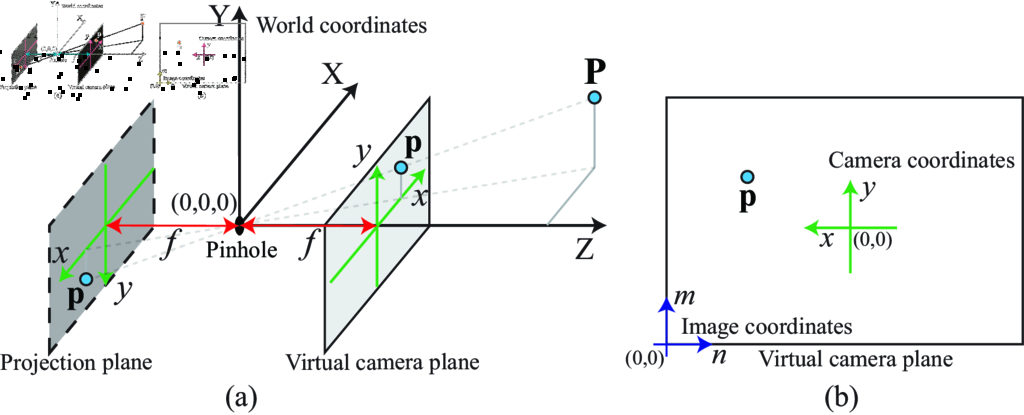 Y
World coordinates
X
P
p
y
x
(0,0,0)
f
f
Z
Pinhole
x
p
y
Projection plane
Virtual camera plane
(a)
Camera coordinates
p
y
x
(0,0)
m
Image coordinates
(0,0)
n
Virtual camera plane
(b)